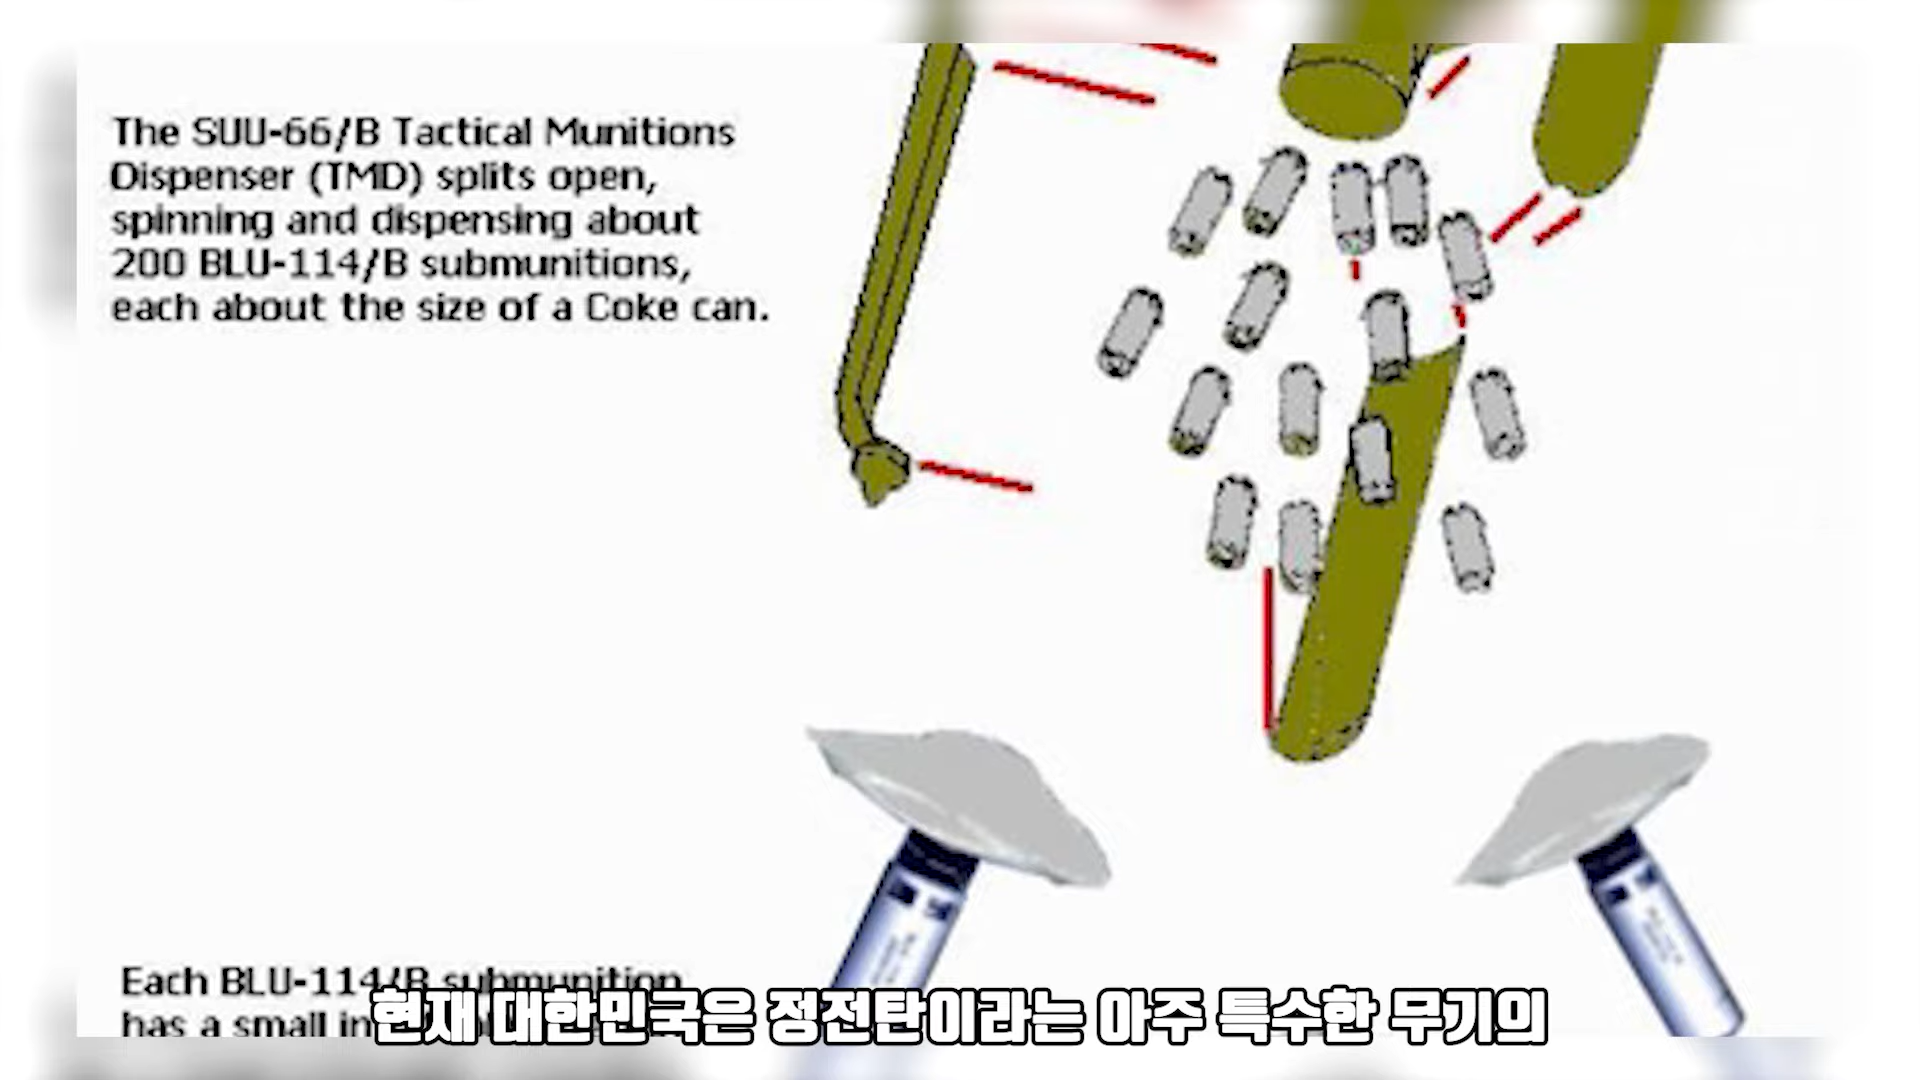 The SUU-66/B Tactical Munitions
Dispenser (TMD) splits open,
spinning and dispensing about
200 BLU-114/B submunitions,
each about the size of a Coke can.
Each BLU-114/B submunition
has a small
현재 대한민국은 정전탄이라는 아주 특수한 무기의